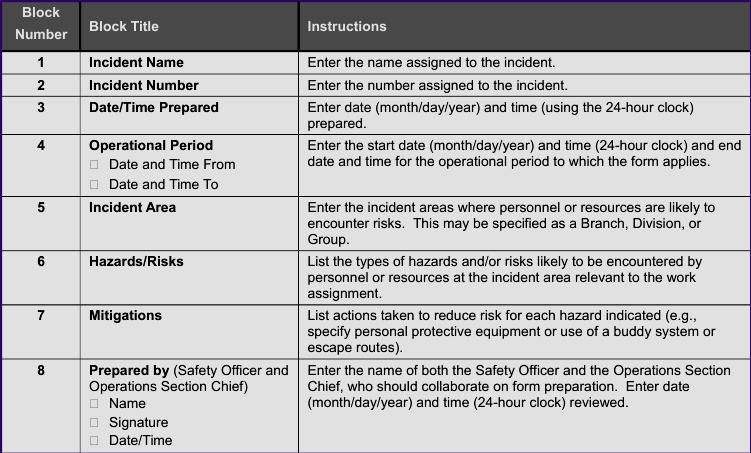 Block Number
Block Title
Instructions
1
Incident Name
Enter the name assigned to the incident.
2
Incident Number
Enter the number assigned to the incident.
3
Date/Time Prepared
Enter date (month/day/year) and time (using the 24-hour clock)
prepared.
4
Operational Period
☐ Date and Time From
☐ Date and Time To
Enter the start date (month/day/year) and time (24-hour clock) and end
date and time for the operational period to which the form applies.
5
Incident Area
Enter the incident areas where personnel or resources are likely to
encounter risks.  This may be specified as a Branch, Division, or
Group.
6
Hazards/Risks
List the types of hazards and/or risks likely to be encountered by
personnel or resources at the incident area relevant to the work
assignment.
7
Mitigations
List actions taken to reduce risk for each hazard indicated (e.g.,
specify personal protective equipment or use of a buddy system or
escape routes).
8
Prepared by (Safety Officer and
Operations Section Chief)
☐ Name
☐ Signature
☐ Date/Time
Enter the name of both the Safety Officer and the Operations Section
Chief, who should collaborate on form preparation.  Enter date
(month/day/year) and time (24-hour clock) reviewed.